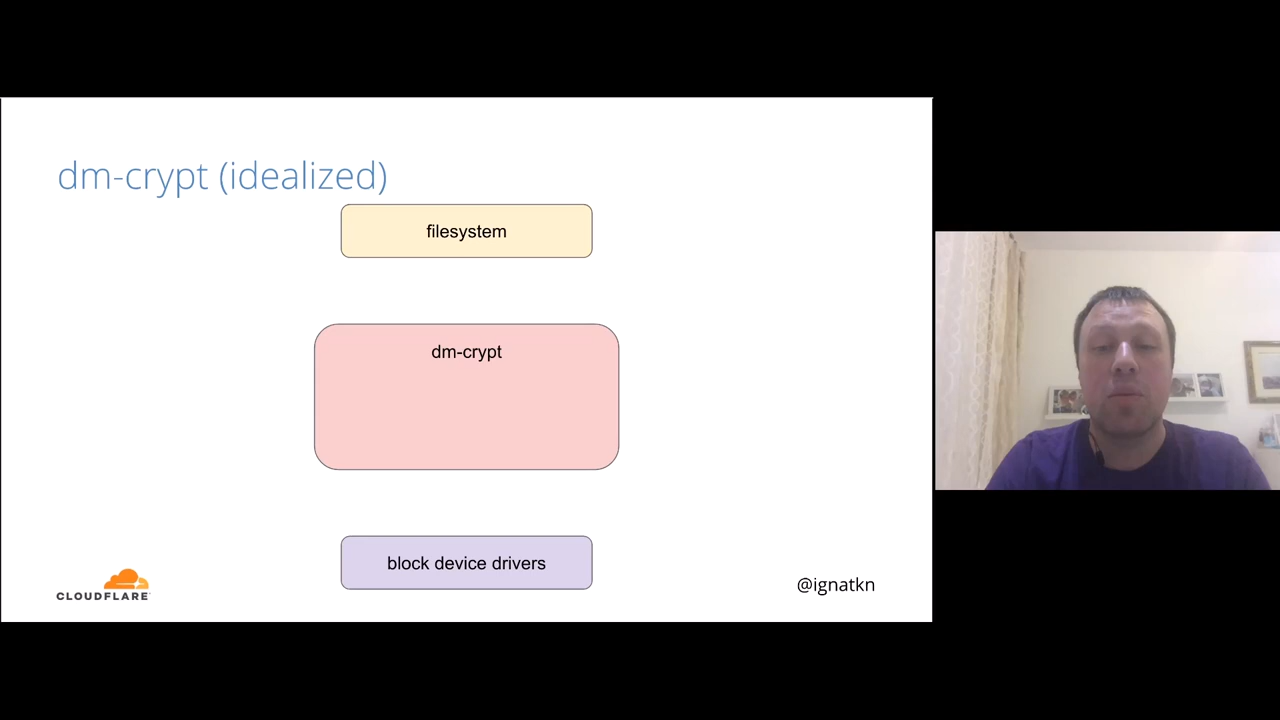 dm-crypt (idealized)
filesystem
dm-crypt
block device drivers
CLOUDFLARE
@ignatkn